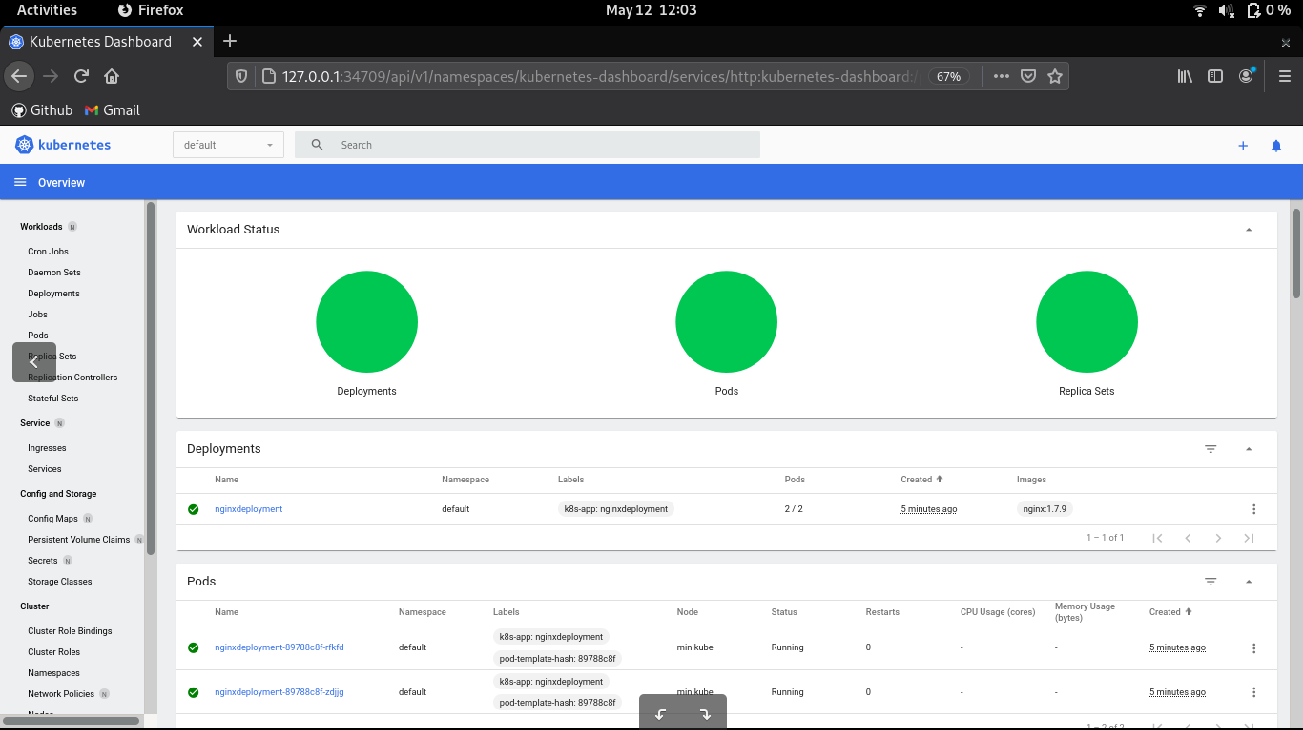 Activities Firefox May 12 12:03 0 %
Kubernetes Dashboard
127.0.0.1:34709/api/v1/namespaces/kubernetes-dashboard/services/http:kubernetes-dashboard:/ 67%
Github Gmail
kubernetes default Search
Overview
Workloads N
Cron Jobs
Daemon Sets
Deployments
Jobs
Pods
Replica Sets
Replication Controllers
Stateful Sets
Service N
Ingresses
Services
Config and Storage
Config Maps N
Persistent Volume Claims N
Secrets N
Storage Classes
Cluster
Cluster Role Bindings
Cluster Roles
Namespaces
Network Policies N
Nodes
Workload Status
Deployments Pods Replica Sets
Deployments
Name Namespace Labels Pods Created Images
nginxdeployment default k8s-app: nginxdeployment 2 / 2 5 minutes ago nginx:1.7.9
1 – 1 of 1
Pods
Name Namespace Labels Node Status Restarts CPU Usage (cores) Memory Usage (bytes) Created
nginxdeployment-89788c8f-rfkfd default k8s-app: nginxdeployment minikube Running 0 - - 5 minutes ago
pod-template-hash: 89788c8f
nginxdeployment-89788c8f-zdjjg default k8s-app: nginxdeployment minikube Running 0 - - 5 minutes ago
pod-template-hash: 89788c8f
1 – 2 of 2